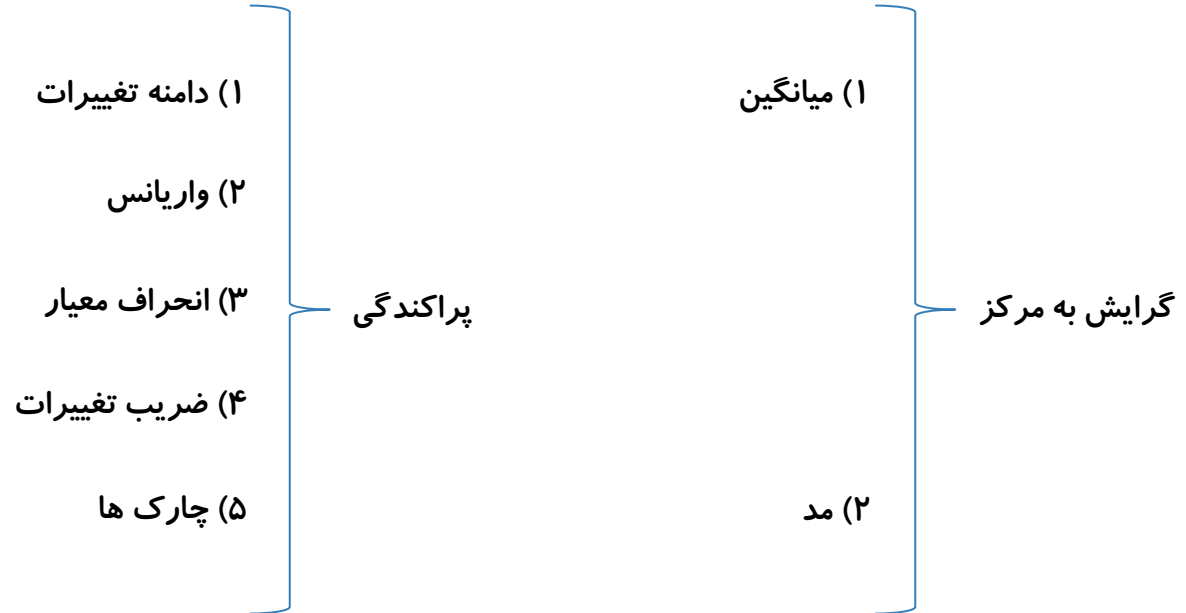 گرایش به مرکز
۱) میانگین
۲) مد
پراکندگی
۱) دامنه تغییرات
۲) واریانس
۳) انحراف معیار
۴) ضریب تغییرات
۵) چارک ها